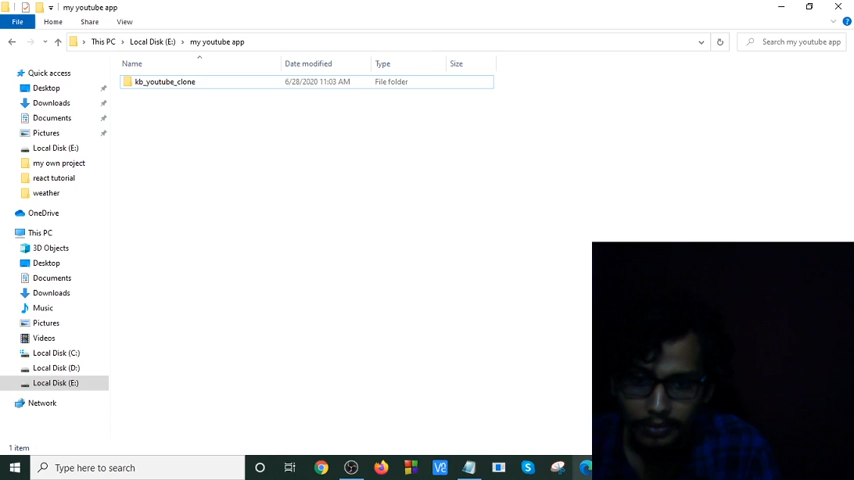 my youtube app
File
Home
Share
View
This PC
Local Disk (E:)
my youtube app
Search my youtube app
Name
Date modified
Type
Size
kb_youtube_clone
6/28/2020 11:03 AM
File folder
Quick access
Desktop
Downloads
Documents
Pictures
Local Disk (E:)
my own project
react tutorial
weather
OneDrive
This PC
3D Objects
Desktop
Documents
Downloads
Music
Pictures
Videos
Local Disk (C:)
Local Disk (D:)
Local Disk (E:)
Network
1 item
Type here to search